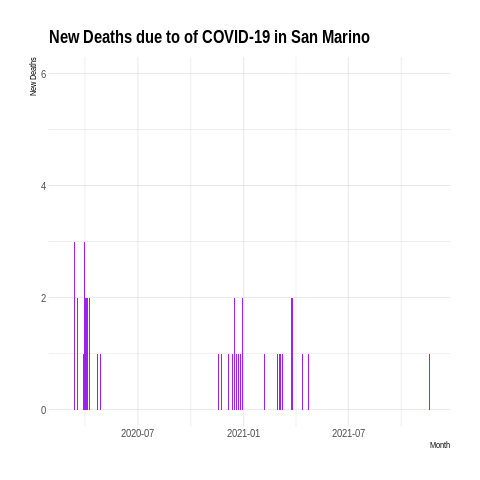 New Deaths due to of COVID-19 in San Marino
New Deaths
6
4
2
0
2020-07 2021-01 2021-07
Month